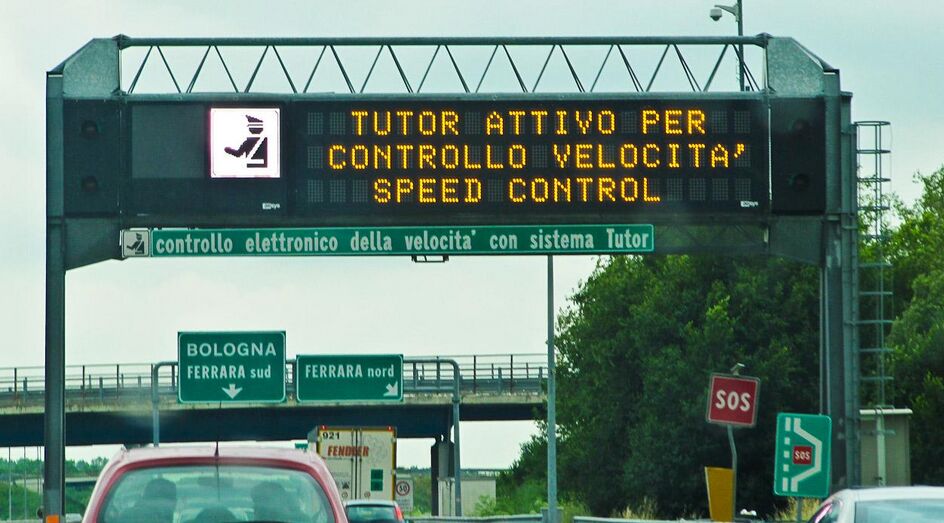 TUTOR ATTIVO PER
CONTROLLO VELOCITA'
SPEED CONTROL
controllo elettronico della velocita' con sistema Tutor
BOLOGNA
FERRARA sud
FERRARA nord
SOS
SOS
921
FENDLER